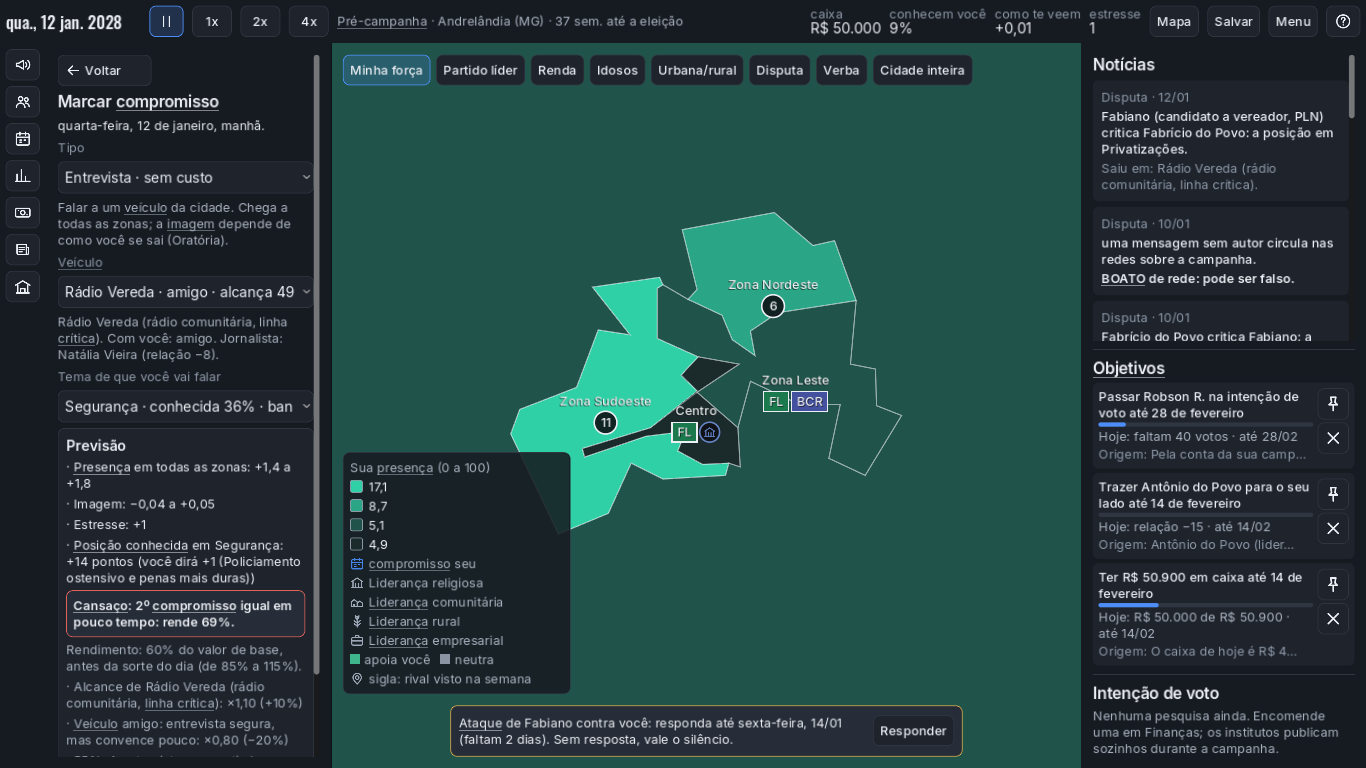 qua., 12 jan. 2028
1x
2x
4x
Pré-campanha · Andrelândia (MG) · 37 sem. até a eleição
caixa
R$ 50.000
conhecem você
9%
como te veem
+0,01
estresse
1
Mapa
Salvar
Menu
Voltar
Marcar compromisso
quarta-feira, 12 de janeiro, manhã.
Tipo
Entrevista · sem custo
Falar a um veículo da cidade. Chega a
todas as zonas; a imagem depende de
como você se sai (Oratória).
Veículo
Rádio Vereda · amigo · alcança 49
Rádio Vereda (rádio comunitária, linha
crítica). Com você: amigo. Jornalista:
Natália Vieira (relação −8).
Tema de que você vai falar
Segurança · conhecida 36% · ban
Previsão
· Presença em todas as zonas: +1,4 a
+1,8
· Imagem: −0,04 a +0,05
· Estresse: +1
· Posição conhecida em Segurança:
+14 pontos (você dirá +1 (Policiamento
ostensivo e penas mais duras))
Cansaço: 2º compromisso igual em
pouco tempo: rende 69%.
Rendimento: 60% do valor de base,
antes da sorte do dia (de 85% a 115%).
· Alcance de Rádio Vereda (rádio
comunitária, linha crítica): ×1,10 (+10%)
· Veículo amigo: entrevista segura,
mas convence pouco: ×0,80 (−20%)
Minha força
Partido líder
Renda
Idosos
Urbana/rural
Disputa
Verba
Cidade inteira
Zona Nordeste
6
Zona Leste
FL
BCR
Zona Sudoeste
11
Centro
FL
Sua presença (0 a 100)
17,1
8,7
5,1
4,9
compromisso seu
Liderança religiosa
Liderança comunitária
Liderança rural
Liderança empresarial
apoia você
neutra
sigla: rival visto na semana
Ataque de Fabiano contra você: responda até sexta-feira, 14/01
(faltam 2 dias). Sem resposta, vale o silêncio.
Responder
Notícias
Disputa · 12/01
Fabiano (candidato a vereador, PLN)
critica Fabrício do Povo: a posição em
Privatizações.
Saiu em: Rádio Vereda (rádio
comunitária, linha crítica).
Disputa · 10/01
uma mensagem sem autor circula nas
redes sobre a campanha.
BOATO de rede: pode ser falso.
Disputa · 10/01
Fabrício do Povo critica Fabiano: a
Objetivos
Passar Robson R. na intenção de
voto até 28 de fevereiro
Hoje: faltam 40 votos · até 28/02
Origem: Pela conta da sua camp...
Trazer Antônio do Povo para o seu
lado até 14 de fevereiro
Hoje: relação −15 · até 14/02
Origem: Antônio do Povo (lider...
Ter R$ 50.900 em caixa até 14 de
fevereiro
Hoje: R$ 50.000 de R$ 50.900 ·
até 14/02
Origem: O caixa de hoje é R$ 4...
Intenção de voto
Nenhuma pesquisa ainda. Encomende
uma em Finanças; os institutos publicam
sozinhos durante a campanha.